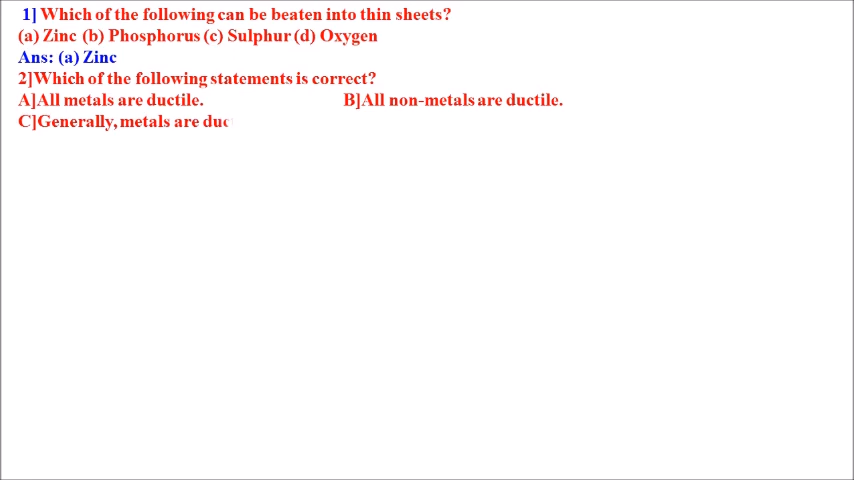 1] Which of the following can be beaten into thin sheets?
(a) Zinc (b) Phosphorus (c) Sulphur (d) Oxygen
Ans: (a) Zinc
2]Which of the following statements is correct?
A]All metals are ductile. B]All non-metals are ductile.
C]Generally, metals are duc